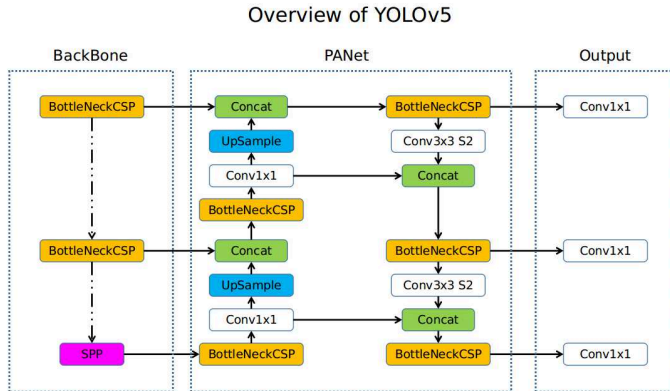 Overview of YOLOv5
BackBone
PANet
Output
BottleNeckCSP
Concat
BottleNeckCSP
Conv1x1
UpSample
Conv3x3 S2
Conv1x1
Concat
BottleNeckCSP
BottleNeckCSP
Concat
BottleNeckCSP
Conv1x1
UpSample
Conv3x3 S2
Conv1x1
Concat
SPP
BottleNeckCSP
BottleNeckCSP
Conv1x1